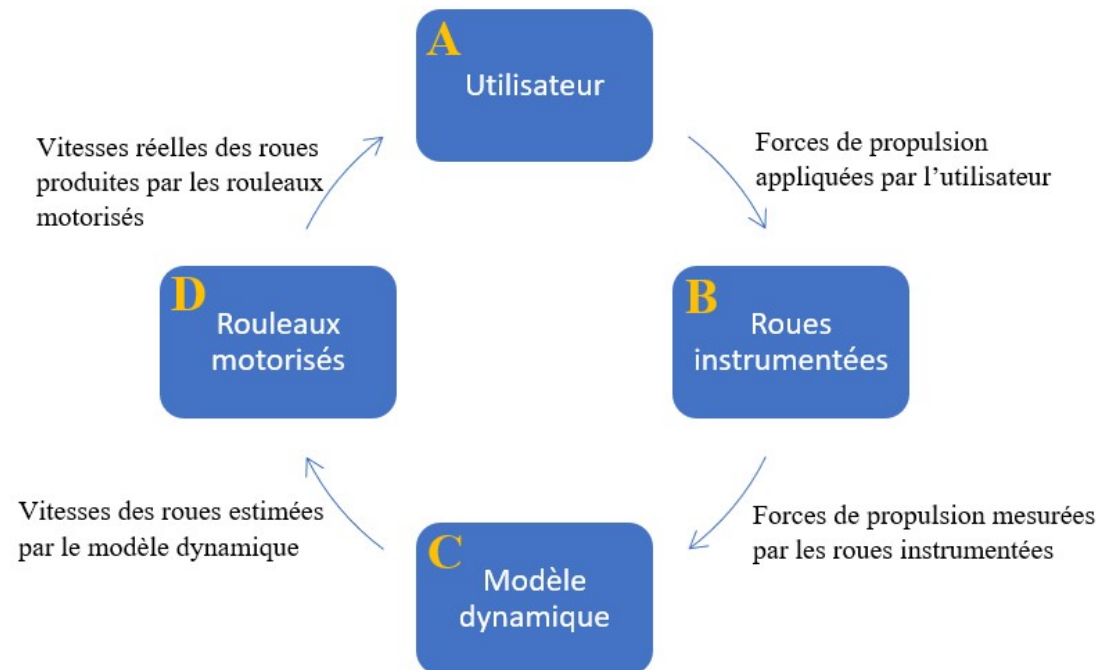 A
Utilisateur
Forces de propulsion
appliquées par l’utilisateur
B
Roues
instrumentées
Forces de propulsion mesurées
par les roues instrumentées
C
Modèle
dynamique
Vitesses des roues estimées
par le modèle dynamique
D
Rouleaux
motorisés
Vitesses réelles des roues
produites par les rouleaux
motorisés